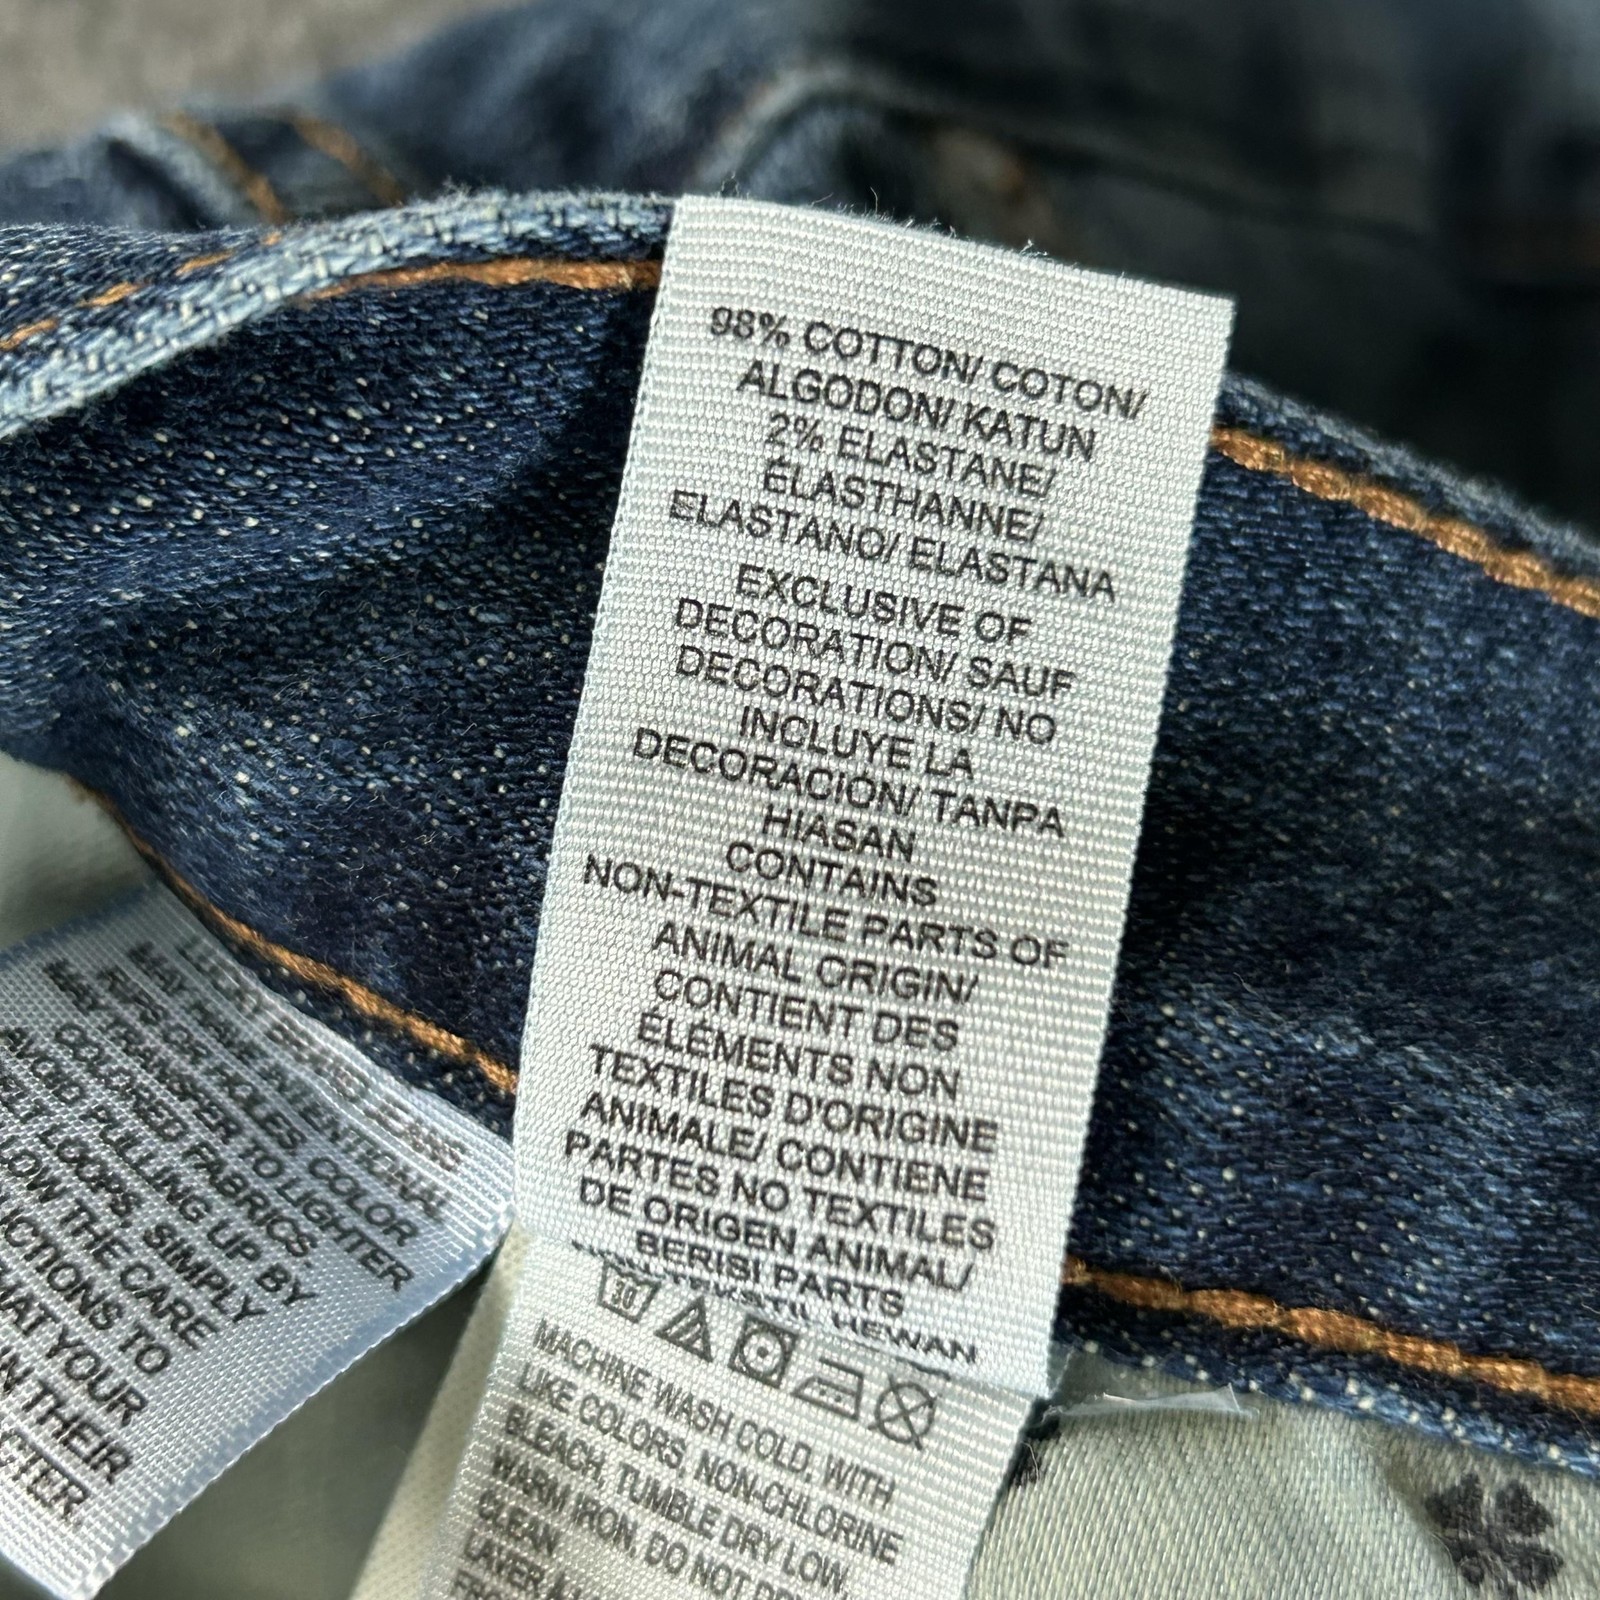 98% COTTON/ COTON/
ALGODON/ KATUN
2% ELASTANE/
ÉLASTHANNE/
ELASTANO/ ELASTANA
EXCLUSIVE OF
DECORATION/ SAUF
DECORATIONS/ NO
INCLUYE LA
DECORACION/ TANPA
HIASAN
CONTAINS
NON-TEXTILE PARTS OF
ANIMAL ORIGIN/
CONTIENT DES
ÉLÉMENTS NON
TEXTILES D'ORIGINE
ANIMALE/ CONTIENE
PARTES NO TEXTILES
DE ORIGEN ANIMAL/
BERISI PARTS
HEWAN
30
MACHINE WASH COLD, WITH
LIKE COLORS, NON-CHLORINE
BLEACH, TUMBLE DRY LOW,
WARM IRON, DO NOT
CLEAN
MAY HAVE INTENTIONAL
RIPS OR HOLES. COLOR
MAY TRANSFER TO LIGHTER
COLORED FABRICS.
AVOID PULLING UP BY
LOOPS, SIMPLY
THE CARE
TO
YOUR
THEIR